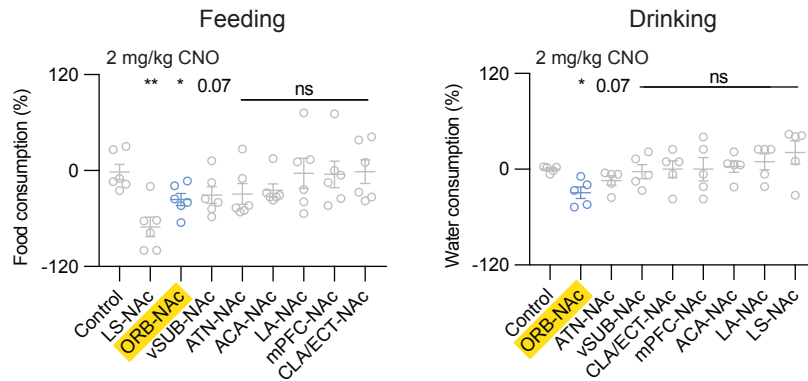 Feeding
2 mg/kg CNO
** * 0.07 ns
120
0
-120
Food consumption (%)
Control
LS-NAc
ORB-NAc
vSUB-NAc
ATN-NAc
ACA-NAc
LA-NAc
mPFC-NAc
CLA/ECT-NAc
Drinking
2 mg/kg CNO
* 0.07 ns
120
0
-120
Water consumption (%)
Control
ORB-NAc
ATN-NAc
vSUB-NAc
CLA/ECT-NAc
mPFC-NAc
ACA-NAc
LA-NAc
LS-NAc